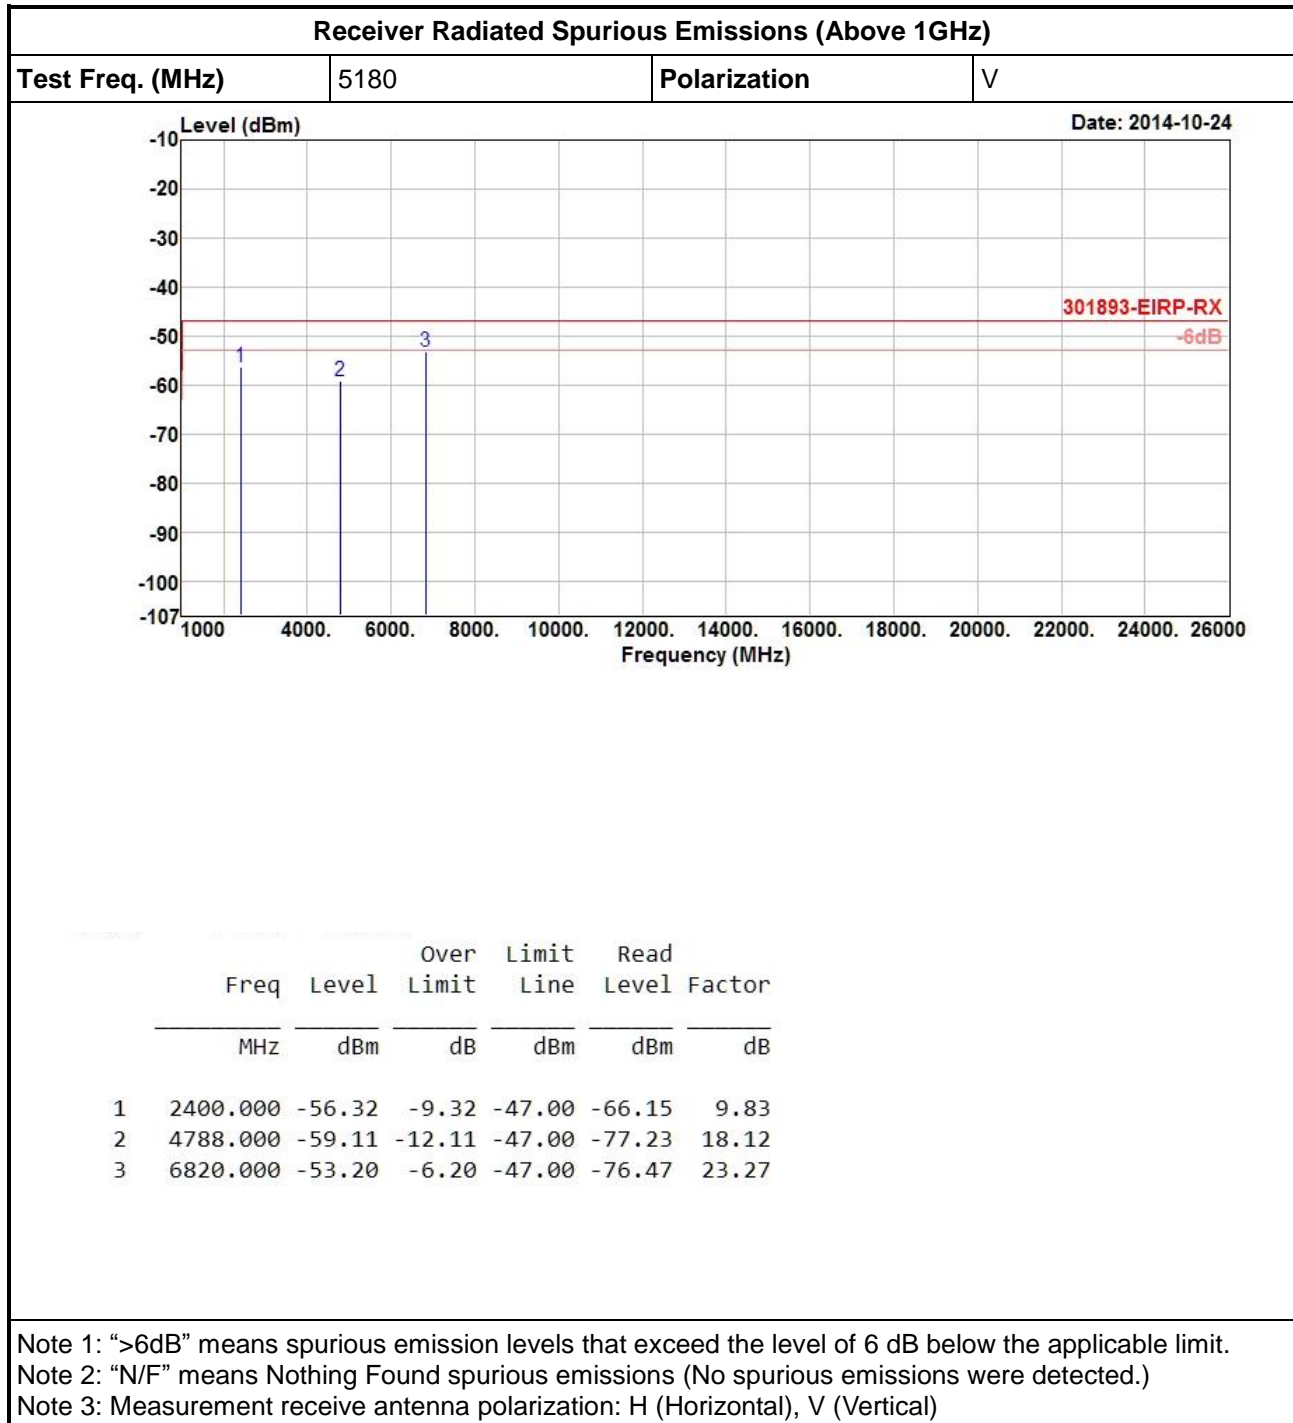 Receiver Radiated Spurious Emissions (Above 1GHz)
Test Freq. (MHz) 5180 Polarization V
Level (dBm) Date: 2014-10-24
-10
-20
-30
-40
301893-EIRP-RX
-50
-6dB
1 2 3
-60
-70
-80
-90
-100
-107
1000 4000. 6000. 8000. 10000. 12000. 14000. 16000. 18000. 20000. 22000. 24000. 26000
Frequency (MHz)
Over Limit Read
Freq Level Limit Line Level Factor
MHz dBm dB dBm dBm dB
1 2400.000 -56.32 -9.32 -47.00 -66.15 9.83
2 4788.000 -59.11 -12.11 -47.00 -77.23 18.12
3 6820.000 -53.20 -6.20 -47.00 -76.47 23.27
Note 1: “>6dB” means spurious emission levels that exceed the level of 6 dB below the applicable limit.
Note 2: “N/F” means Nothing Found spurious emissions (No spurious emissions were detected.)
Note 3: Measurement receive antenna polarization: H (Horizontal), V (Vertical)